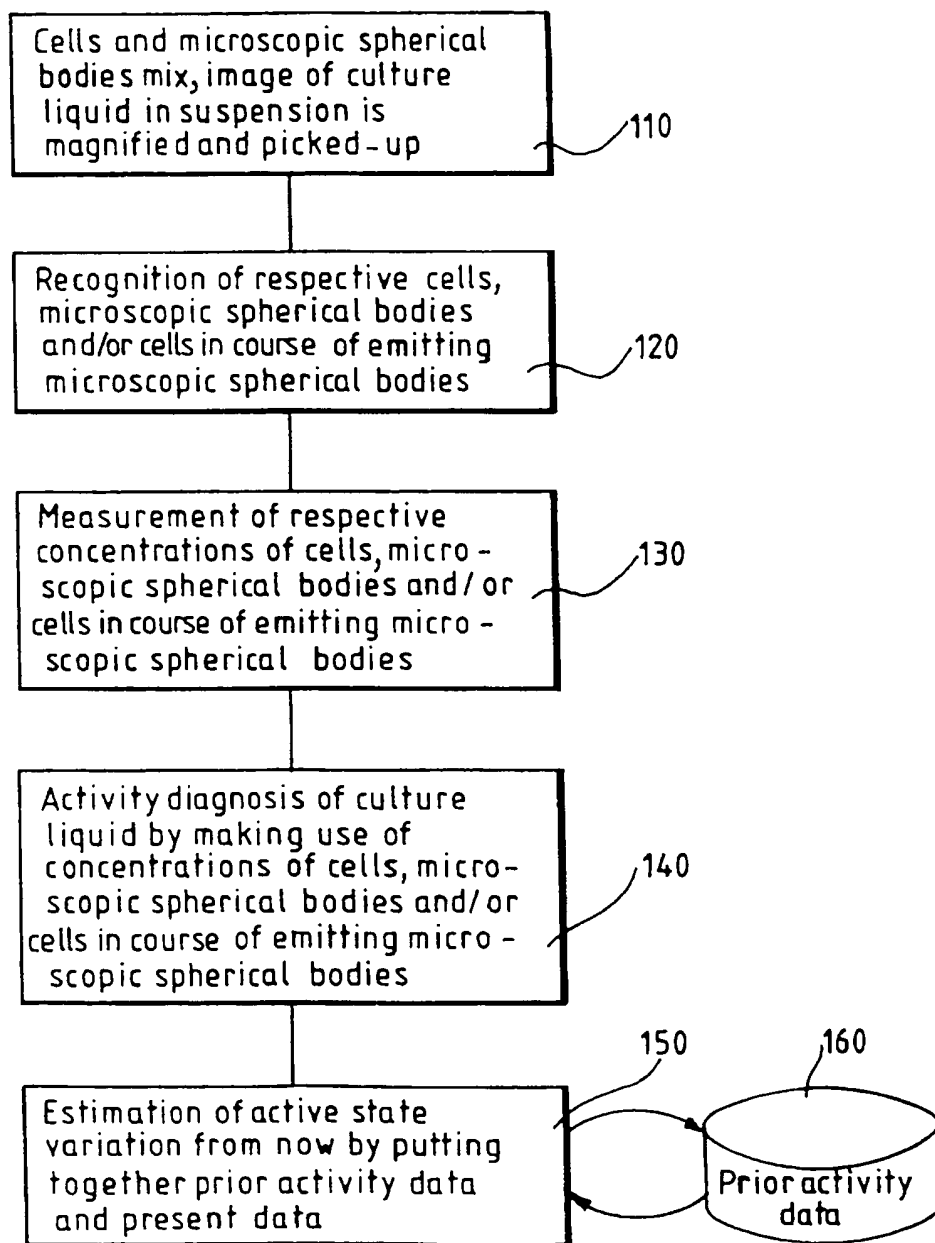 Cells and microscopic spherical
bodies mix, image of culture
liquid in suspension is
magnified and picked-up
110
Recognition of respective cells,
microscopic spherical bodies
and/or cells in course of emitting
microscopic spherical bodies
120
Measurement of respective
concentrations of cells, micro-
scopic spherical bodies and/or
cells in course of emitting micro-
scopic spherical bodies
130
Activity diagnosis of culture
liquid by making use of
concentrations of cells, micro-
scopic spherical bodies and/or
cells in course of emitting micro-
scopic spherical bodies
140
Estimation of active state
variation from now by putting
together prior activity data
and present data
150
160
Prior activity
data